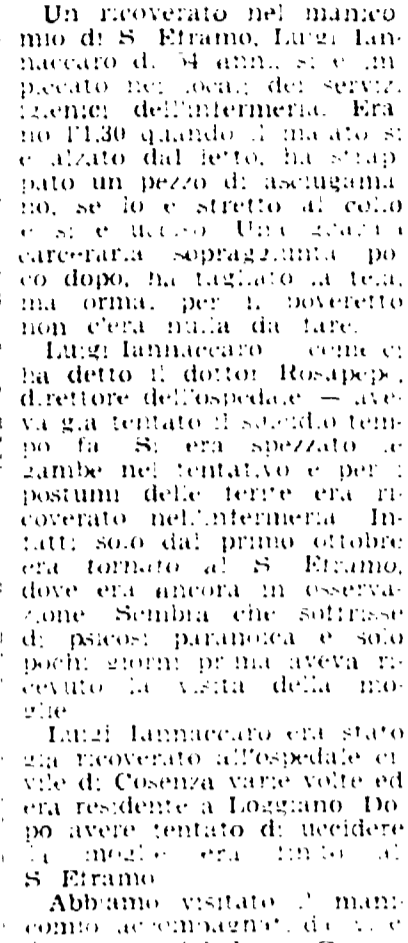 Un ricoverato nel manico
mio di S Eframo, Luigi Ian-
naccaro di 54 anni, si è im
piccato nei locali dei servizi
igienici dell'infermeria. Era
no l'1,30 quando il malato si
è alzato dal letto, ha strap
pato un pezzo di asciugama
no, se lo è stretto al collo
e si è ucciso. Una guardia
carceraria sopraggiunta po
co dopo, ha tagliato la tela,
ma ormai per il poveretto
non c'era nulla da fare.
Luigi Iannaccaro come ci
ha detto il dottor Rosapepe,
direttore dell'ospedale — ave-
va già tentato il suicidio tem-
po fa Si era spezzato le
gambe nel tentativo e per i
postumi delle ferite era ri-
coverato nell'infermeria In-
fatti solo dal primo ottobre
era tornato al S Eframo,
dove era ancora in osserva-
zione Sembra che soffrisse
di psicosi paranoica e solo
pochi giorni prima aveva ri-
cevuto la visita della mo-
glie
Luigi Iannaccaro era stato
già ricoverato all'ospedale ci
vile di Cosenza varie volte ed
era residente a Loggiano Do
po avere tentato di uccidere
la moglie era finito al
S Eframo
Abbiamo visitato il mani-
comio accompagnati